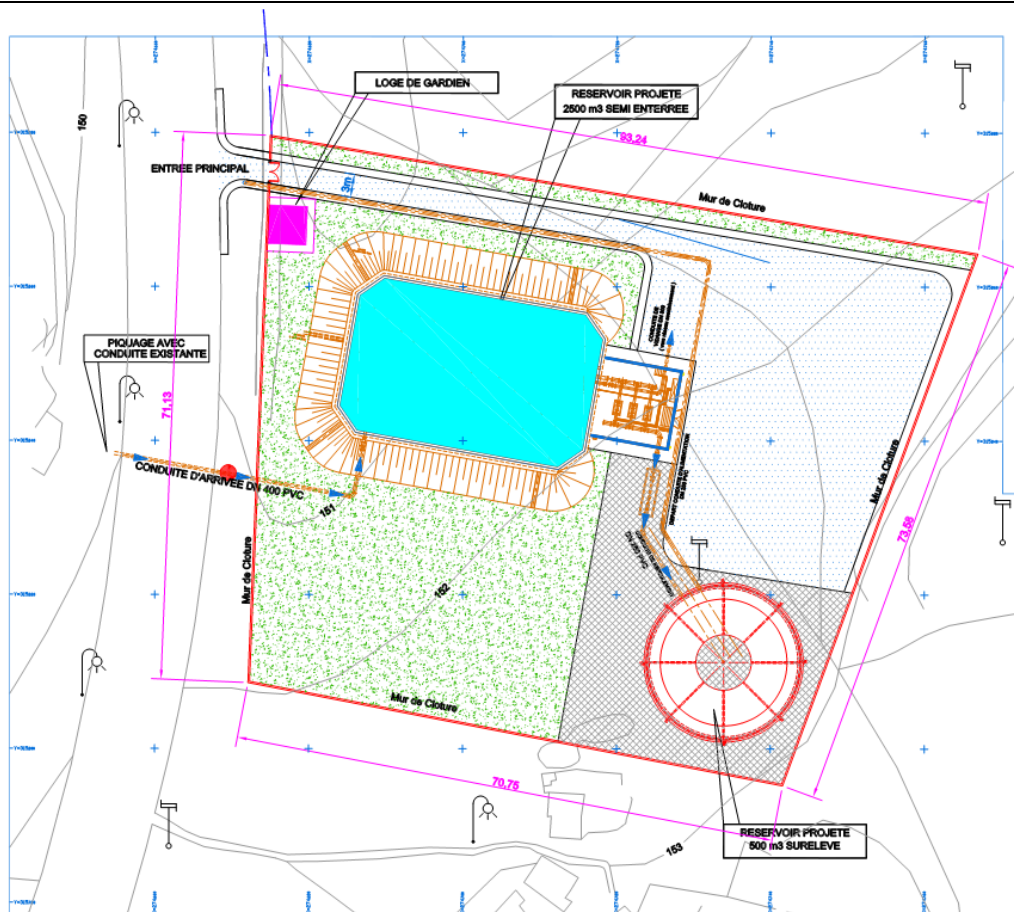 LOGE DE GARDIEN
RESERVOIR PROJETE
2500 m3 SEMI ENTERREE
150
93,24
ENTREE PRINCIPAL
3m
Mur de Cloture
PIQUAGE AVEC
CONDUITE EXISTANTE
71,13
CONDUITE D'ARRIVEE DN 400 PVC
151
Mur de Cloture
73,58
152
Mur de Cloture
Mur de Cloture
70,75
RESERVOIR PROJETE
500 m3 SURELEVE
153